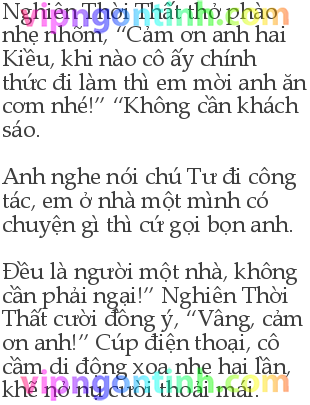 Nghiên Thời Thất thở phào
nhẹ nhõm, “Cảm ơn anh hai
Kiều, khi nào cô ấy chính
thức đi làm thì em mời anh ăn
cơm nhé!” “Không cần khách
sáo.
Anh nghe nói chú Tư đi công
tác, em ở nhà một mình có
chuyện gì thì cứ gọi bọn anh.
Đều là người một nhà, không
cần phải ngại!” Nghiên Thời
Thất cười đồng ý, “Vâng, cảm
ơn anh!” Cúp điện thoại, cô
cầm di động xoa nhẹ hai lần,
khẽ nở nụ cười thoải mái.
vipngontinh.com
vipngontinh.com